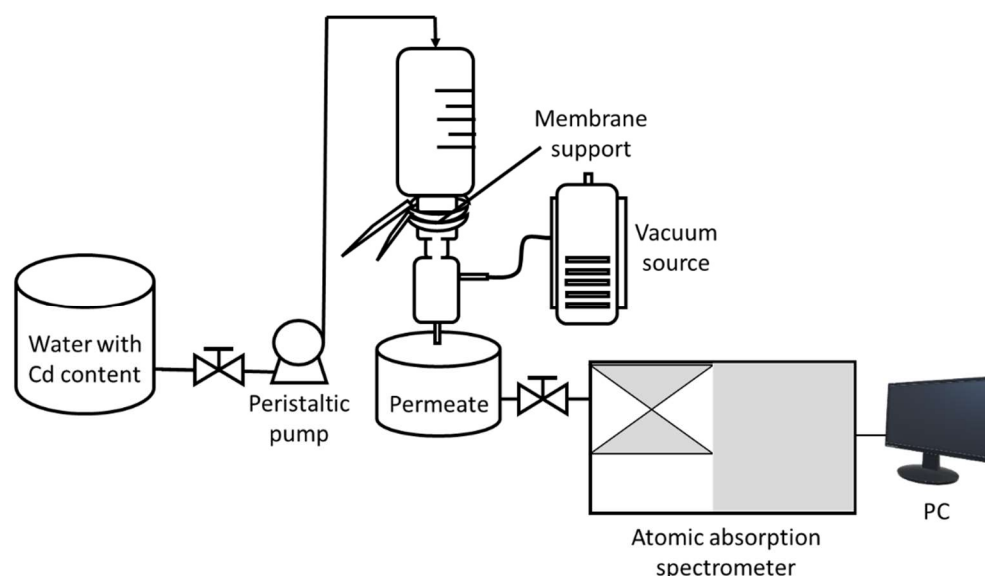 Membrane
support
Vacuum
source
Water with
Cd content
Peristaltic
pump
Permeate
PC
Atomic absorption
spectrometer